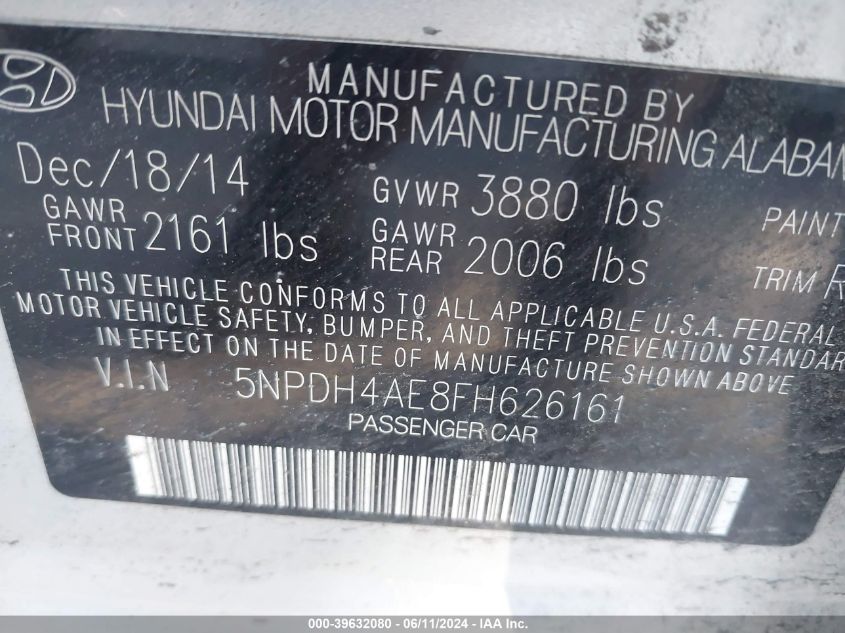 MANUFACTURED BY
HYUNDAI MOTOR MANUFACTURING ALABAM
Dec/18/14 GVWR 3880 lbs PAINT
GAWR FRONT 2161 lbs GAWR REAR 2006 lbs TRIM
THIS VEHICLE CONFORMS TO ALL APPLICABLE U.S.A. FEDERAL
MOTOR VEHICLE SAFETY, BUMPER, AND THEFT PREVENTION STANDAR
IN EFFECT ON THE DATE OF MANUFACTURE SHOWN ABOVE
V.I.N 5NPDH4AE8FH626161
PASSENGER CAR
000-39632080 - 06/11/2024 - IAA Inc.